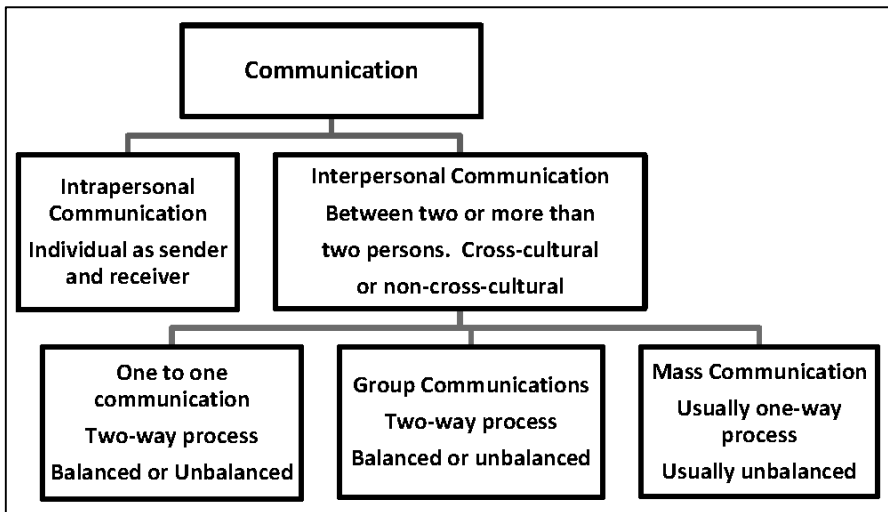 Communication
Intrapersonal
Communication
Individual as sender
and receiver
Interpersonal Communication
Between two or more than
two persons. Cross-cultural
or non-cross-cultural
One to one
communication
Two-way process
Balanced or Unbalanced
Group Communications
Two-way process
Balanced or unbalanced
Mass Communication
Usually one-way
process
Usually unbalanced